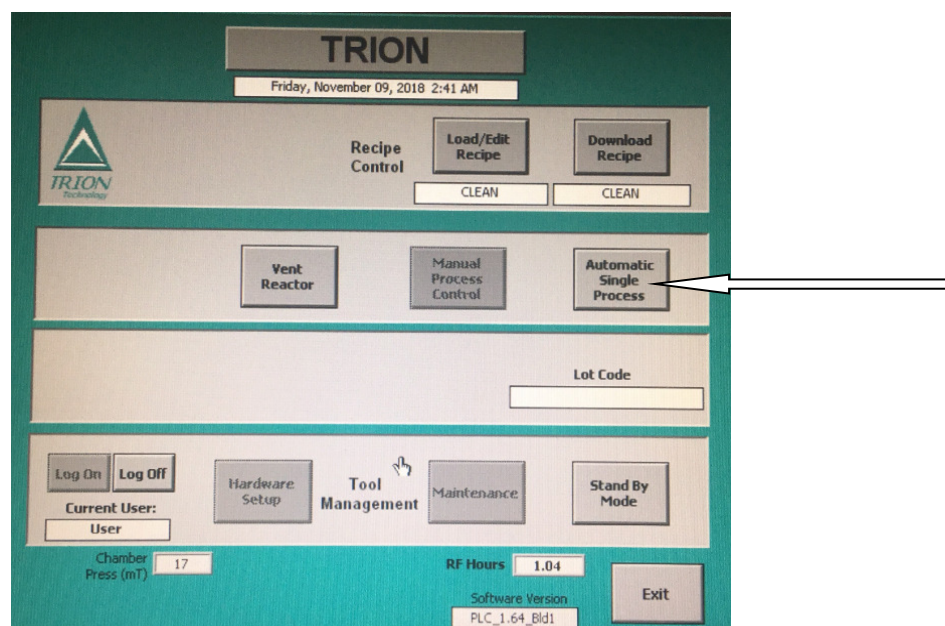 TRION
Friday, November 09, 2018 2:41 AM
TRION
Technology
Recipe
Control
Load/Edit
Recipe
Download
Recipe
CLEAN
CLEAN
Vent
Reactor
Manual
Process
Control
Automatic
Single
Process
Lot Code
Log On
Log Off
Current User:
User
Hardware
Setup
Tool
Management
Maintenance
Stand By
Mode
Chamber
Press (mT)
17
RF Hours
1.04
Software Version
PLC_1.64_Bld1
Exit